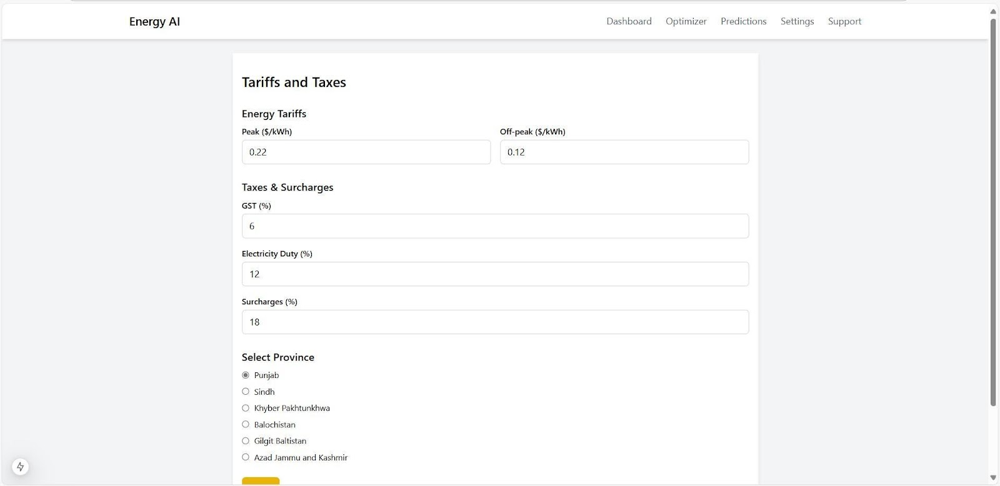 Energy AI
Dashboard Optimizer Predictions Settings Support
Tariffs and Taxes
Energy Tariffs
Peak ($/kWh) Off-peak ($/kWh)
0.22 0.12
Taxes & Surcharges
GST (%)
6
Electricity Duty (%)
12
Surcharges (%)
18
Select Province
Punjab
Sindh
Khyber Pakhtunkhwa
Balochistan
Gilgit Baltistan
Azad Jammu and Kashmir